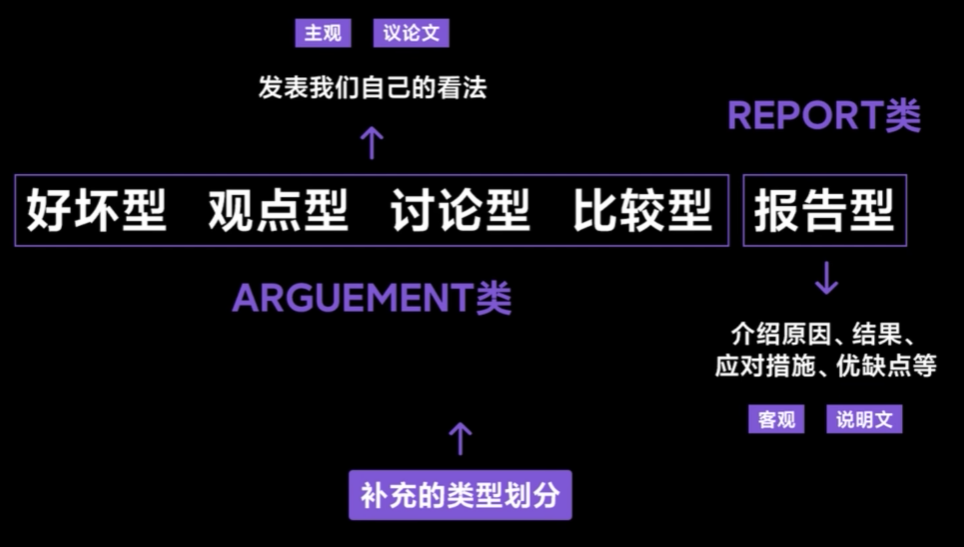 主观 议论文
发表我们自己的看法
REPORT类
好坏型 观点型 讨论型 比较型 报告型
ARGUEMENT类
介绍原因、结果、
应对措施、优缺点等
客观 说明文
补充的类型划分